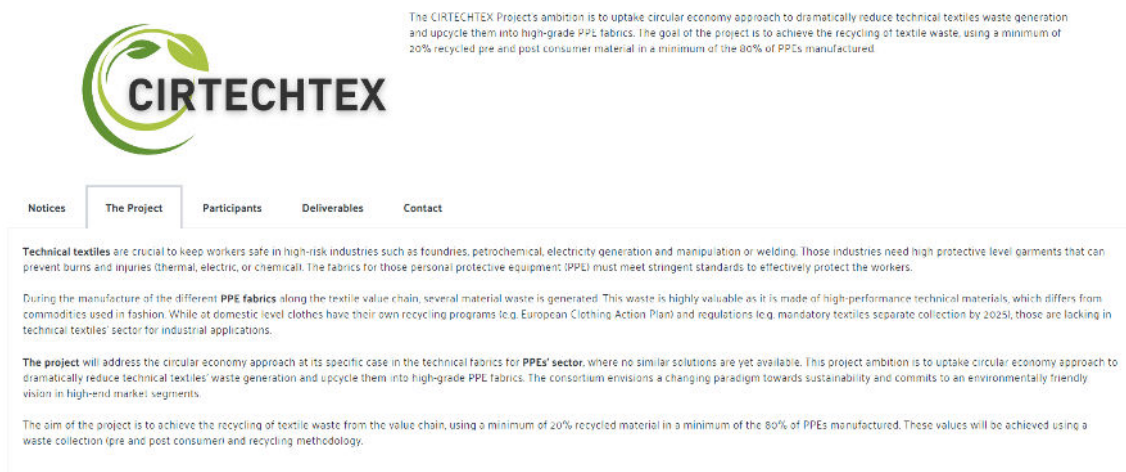 The CIRTECHTEX Project's ambition is to uptake circular economy approach to dramatically reduce technical textiles waste generation
and upcycle them into high-grade PPE fabrics. The goal of the project is to achieve the recycling of textile waste, using a minimum of
20% recycled pre and post consumer material in a minimum of the 80% of PPEs manufactured.
CIRTECHTEX
Notices The Project Participants Deliverables Contact
Technical textiles are crucial to keep workers safe in high-risk industries such as foundries, petrochemical, electricity generation and manipulation or welding. Those industries need high protective level garments that can
prevent burns and injuries (thermal, electric, or chemical). The fabrics for those personal protective equipment (PPE) must meet stringent standards to effectively protect the workers.
During the manufacture of the different PPE fabrics along the textile value chain, several material waste is generated. This waste is highly valuable as it is made of high-performance technical materials, which differs from
commodities used in fashion. While at domestic level clothes have their own recycling programs (e.g. European Clothing Action Plan) and regulations (e.g. mandatory textiles separate collection by 2025), those are lacking in
technical textiles' sector for industrial applications.
The project will address the circular economy approach at its specific case in the technical fabrics for PPEs' sector, where no similar solutions are yet available. This project ambition is to uptake circular economy approach to
dramatically reduce technical textiles' waste generation and upcycle them into high-grade PPE fabrics. The consortium envisions a changing paradigm towards sustainability and commits to an environmentally friendly
vision in high-end market segments.
The aim of the project is to achieve the recycling of textile waste from the value chain, using a minimum of 20% recycled material in a minimum of the 80% of PPEs manufactured. These values will be achieved using a
waste collection (pre and post consumer) and recycling methodology.